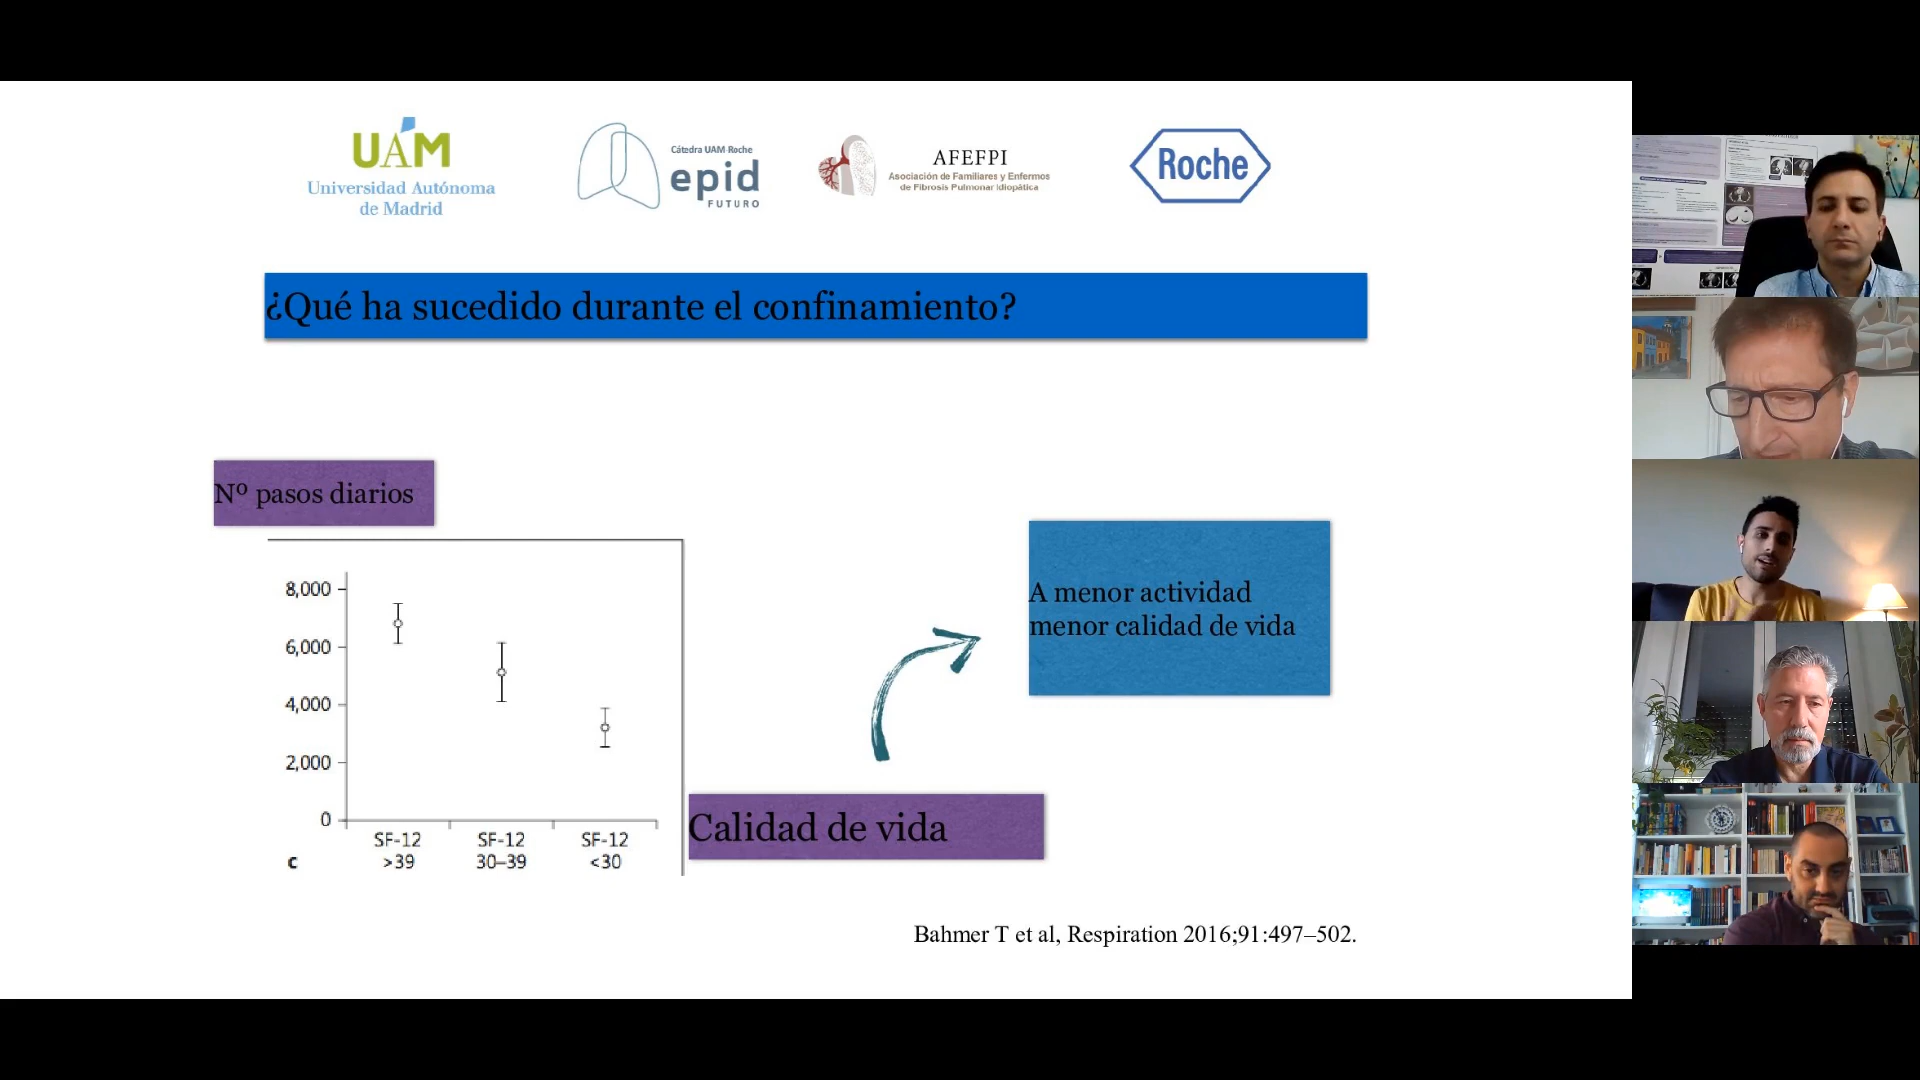 UAM
Universidad Autónoma
de Madrid
Cátedra UAM Roche
epid
FUTURO
AFEFPI
Asociación de Familiares y Enfermos
de Fibrosis Pulmonar Idiopática
Roche
¿Qué ha sucedido durante el confinamiento?
Nº pasos diarios
8,000
6,000
4,000
2,000
0
SF-12 SF-12 SF-12
>39 30–39 <30
c
Calidad de vida
A menor actividad
menor calidad de vida
Bahmer T et al, Respiration 2016;91:497–502.